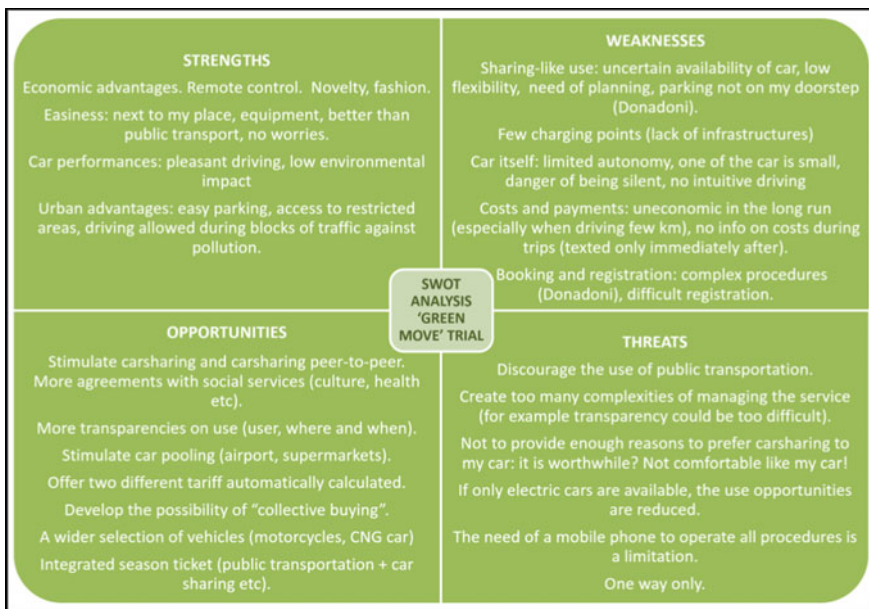 STRENGTHS
Economic advantages. Remote control. Novelty, fashion.
Easiness: next to my place, equipment, better than
public transport, no worries.
Car performances: pleasant driving, low environmental
impact
Urban advantages: easy parking, access to restricted
areas, driving allowed during blocks of traffic against
pollution.
WEAKNESSES
Sharing-like use: uncertain availability of car, low
flexibility, need of planning, parking not on my doorstep
(Donadoni).
Few charging points (lack of infrastructures)
Car itself: limited autonomy, one of the car is small,
danger of being silent, no intuitive driving
Costs and payments: uneconomic in the long run
(especially when driving few km), no info on costs during
trips (texted only immediately after).
Booking and registration: complex procedures
(Donadoni), difficult registration.
SWOT
ANALYSIS
‘GREEN
MOVE’ TRIAL
OPPORTUNITIES
Stimulate carsharing and carsharing peer-to-peer.
More agreements with social services (culture, health
etc).
More transparencies on use (user, where and when).
Stimulate car pooling (airport, supermarkets).
Offer two different tariff automatically calculated.
Develop the possibility of “collective buying”.
A wider selection of vehicles (motorcycles, CNG car)
Integrated season ticket (public transportation + car
sharing etc).
THREATS
Discourage the use of public transportation.
Create too many complexities of managing the service
(for example transparency could be too difficult).
Not to provide enough reasons to prefer carsharing to
my car: it is worthwhile? Not comfortable like my car!
If only electric cars are available, the use opportunities
are reduced.
The need of a mobile phone to operate all procedures is
a limitation.
One way only.